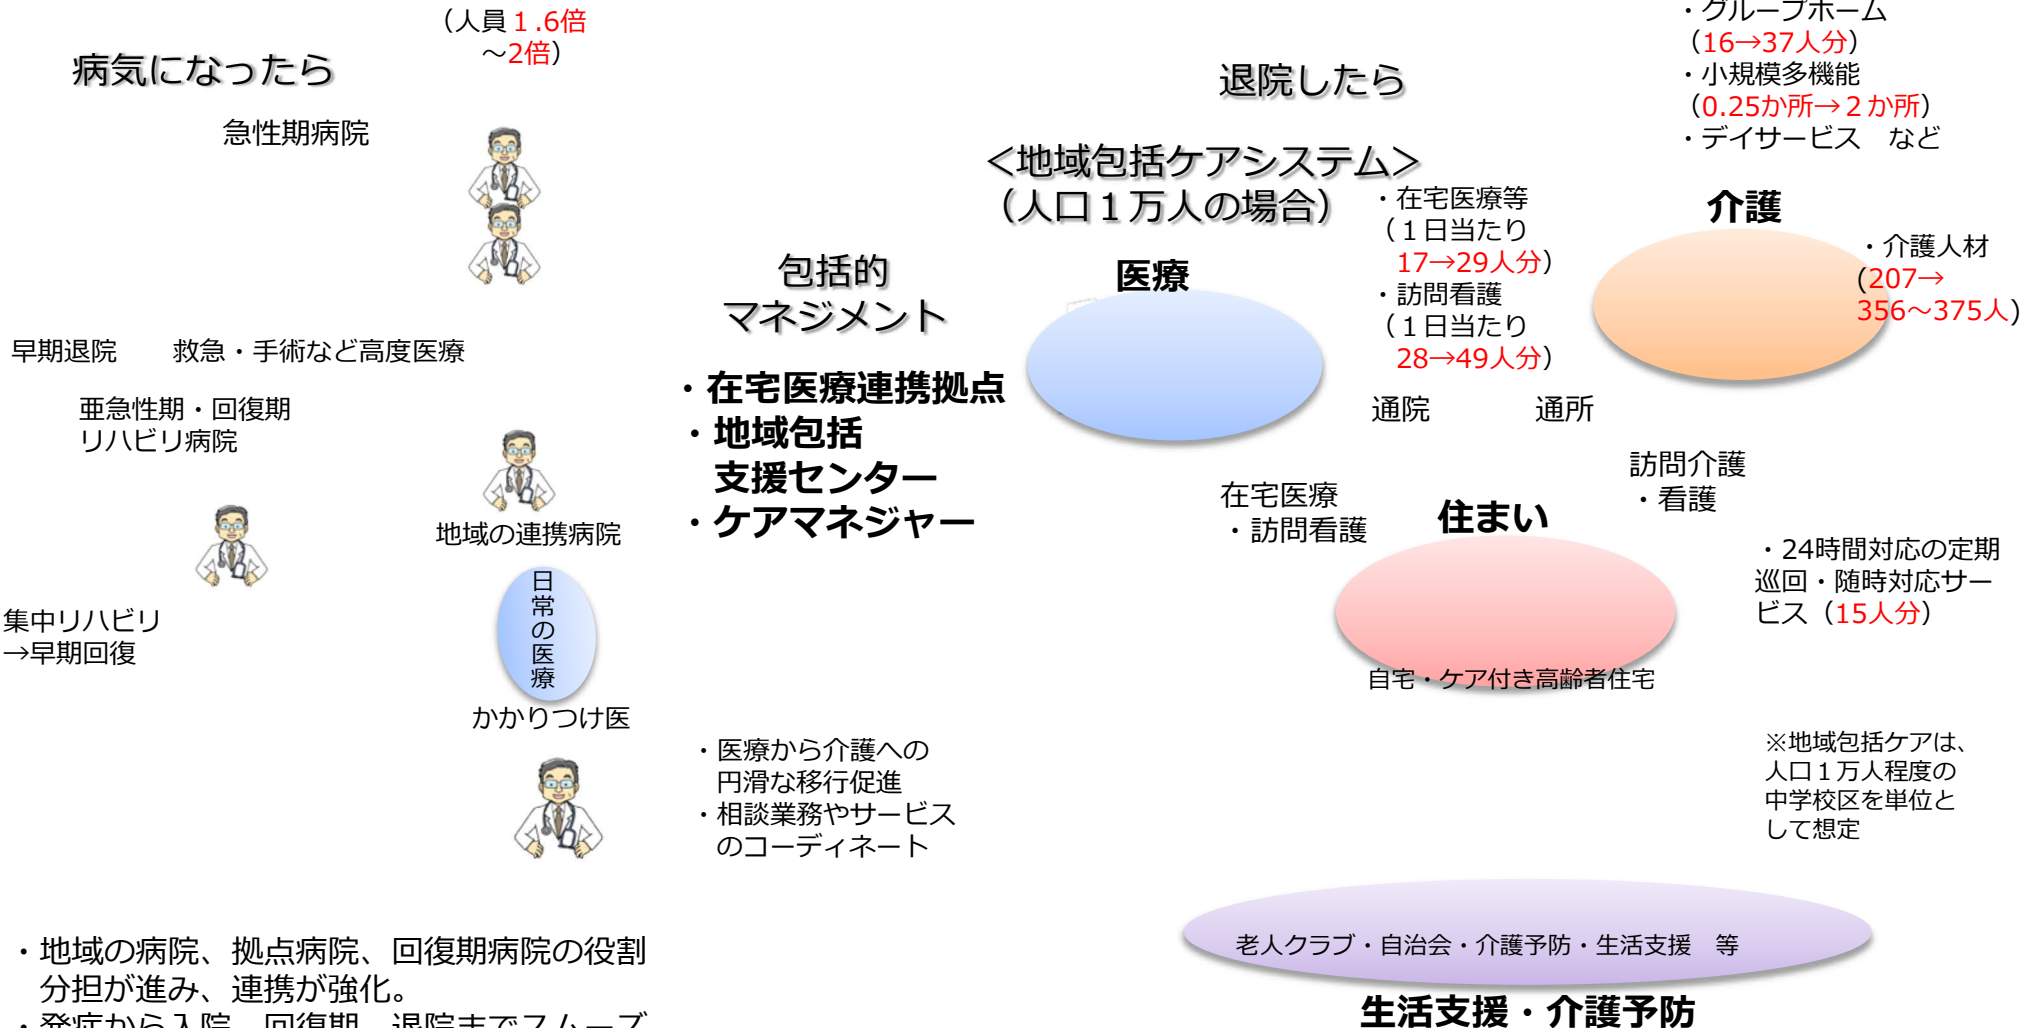 （人員１.6倍
～2倍）
病気になったら
急性期病院
早期退院
救急・手術など高度医療
亜急性期・回復期
リハビリ病院
地域の連携病院
集中リハビリ
→早期回復
日常の医療
かかりつけ医
・地域の病院、拠点病院、回復期病院の役割
分担が進み、連携が強化。
・発症から入院、回復期、退院までスムーズ
包括的
マネジメント
・在宅医療連携拠点
・地域包括
支援センター
・ケアマネジャー
・医療から介護への
円滑な移行促進
・相談業務やサービス
のコーディネート
退院したら
＜地域包括ケアシステム＞
（人口１万人の場合）
医療
・在宅医療等
（１日当たり
17→29人分）
・訪問看護
（１日当たり
28→49人分）
・グループホーム
（16→37人分）
・小規模多機能
（0.25か所→２か所）
・デイサービス　など
介護
・介護人材
(207→
356～375人)
通院
通所
在宅医療
・訪問看護
訪問介護
・看護
住まい
自宅・ケア付き高齢者住宅
・24時間対応の定期
巡回・随時対応サー
ビス（15人分）
※地域包括ケアは、
人口１万人程度の
中学校区を単位と
して想定
老人クラブ・自治会・介護予防・生活支援　等
生活支援・介護予防